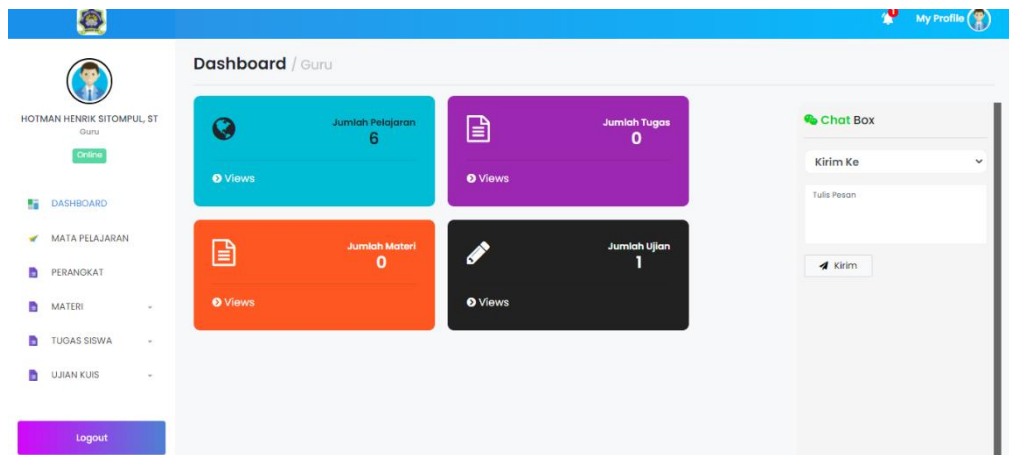 1
My Profile
HOTMAN HENRIK SITOMPUL, ST
Guru
Online
DASHBOARD
MATA PELAJARAN
PERANGKAT
MATERI
TUGAS SISWA
UJIAN KUIS
Logout
Dashboard / Guru
Jumlah Pelajaran
6
Views
Jumlah Tugas
0
Views
Jumlah Materi
0
Views
Jumlah Ujian
1
Views
Chat Box
Kirim Ke
Tulis Pesan
Kirim